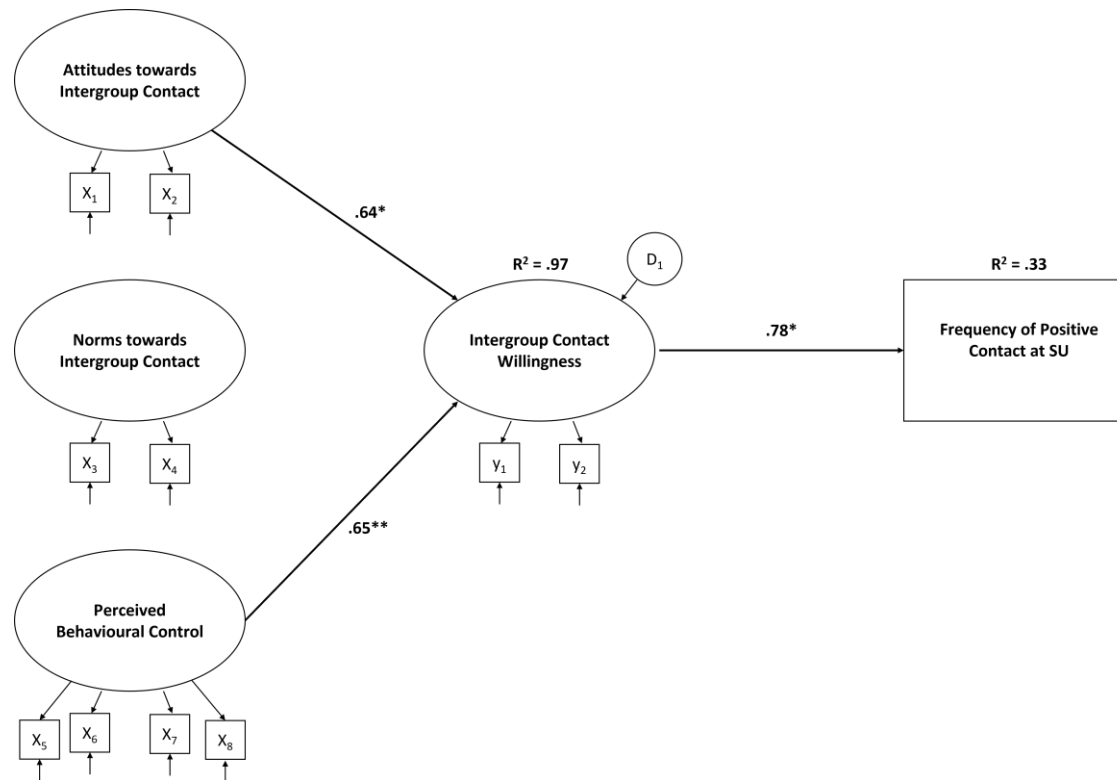 Attitudes towards
Intergroup Contact
X₁
X₂
.64*
R² = .97
D₁
R² = .33
Norms towards
Intergroup Contact
Intergroup Contact
Willingness
.78*
Frequency of Positive
Contact at SU
X₃
X₄
y₁
y₂
.65**
Perceived
Behavioural Control
X₅
X₆
X₇
X₈